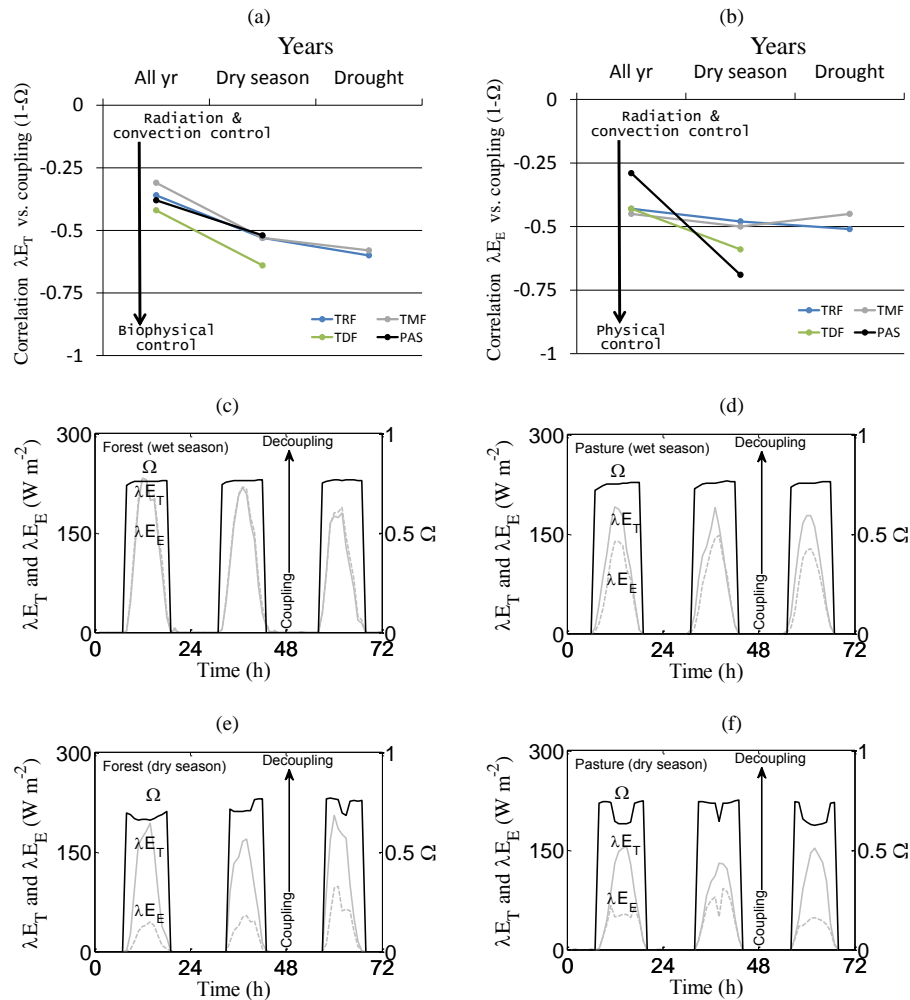 (a)
Years
All yr Dry season Drought
0
-0.25
-0.5
-0.75
-1
Correlation λE_T vs. coupling (1-Ω)
Radiation &
convection control
Biophysical
control
TRF TMF
TDF PAS
(b)
Years
All yr Dry season Drought
0
-0.25
-0.5
-0.75
-1
Correlation λE_E vs. coupling (1-Ω)
Radiation &
convection control
Physical
control
TRF TMF
TDF PAS
(c)
300
150
0
λE_T and λE_E (W m^-2)
Forest (wet season)
Decoupling
Coupling
Ω
λE_T
λE_E
1
0.5
0
Ω
0 24 48 72
Time (h)
(d)
300
150
0
λE_T and λE_E (W m^-2)
Pasture (wet season)
Decoupling
Coupling
Ω
λE_T
λE_E
1
0.5
0
Ω
0 24 48 72
Time (h)
(e)
300
150
0
λE_T and λE_E (W m^-2)
Forest (dry season)
Decoupling
Coupling
Ω
λE_T
λE_E
1
0.5
0
Ω
0 24 48 72
Time (h)
(f)
300
150
0
λE_T and λE_E (W m^-2)
Pasture (dry season)
Decoupling
Coupling
Ω
λE_T
λE_E
1
0.5
0
Ω
0 24 48 72
Time (h)